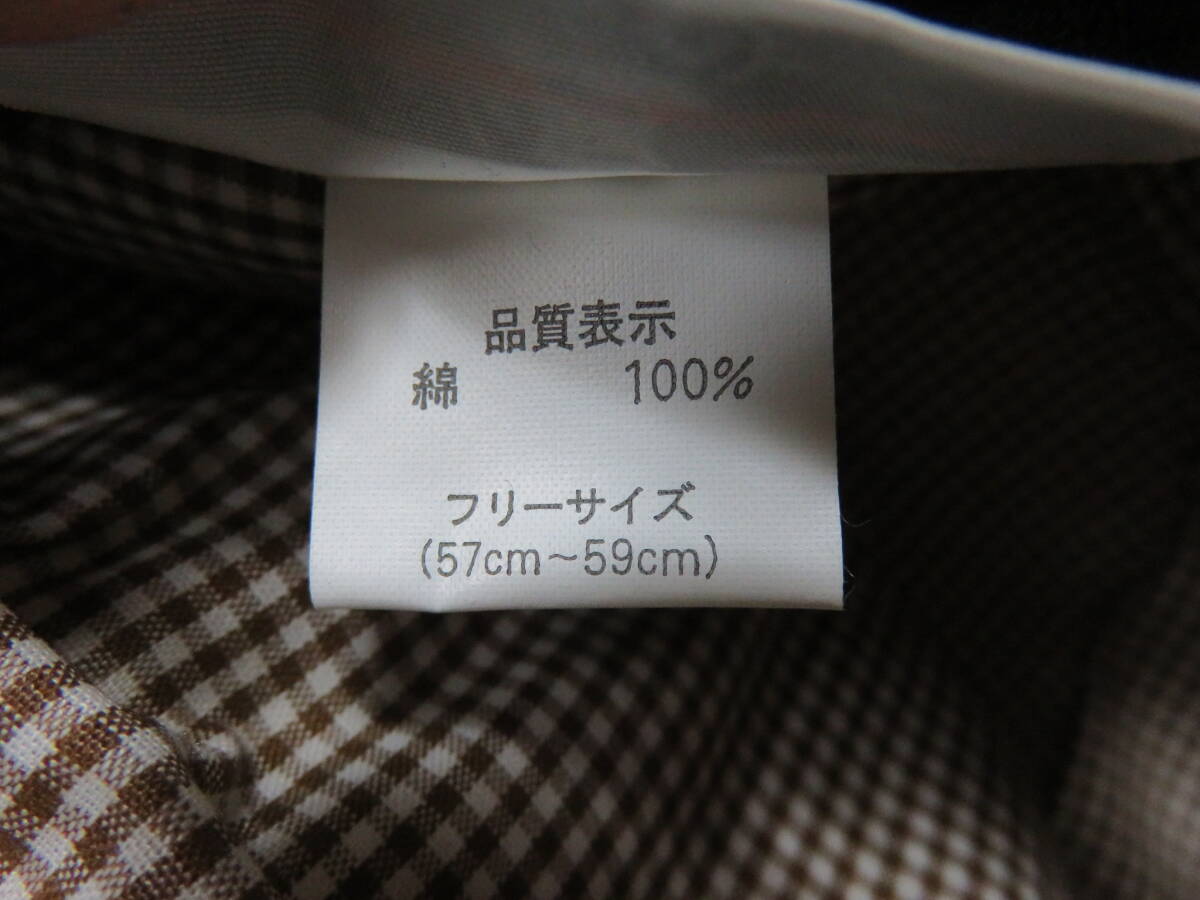 品質表示
綿 100%
フリーサイズ
(57cm～59cm)